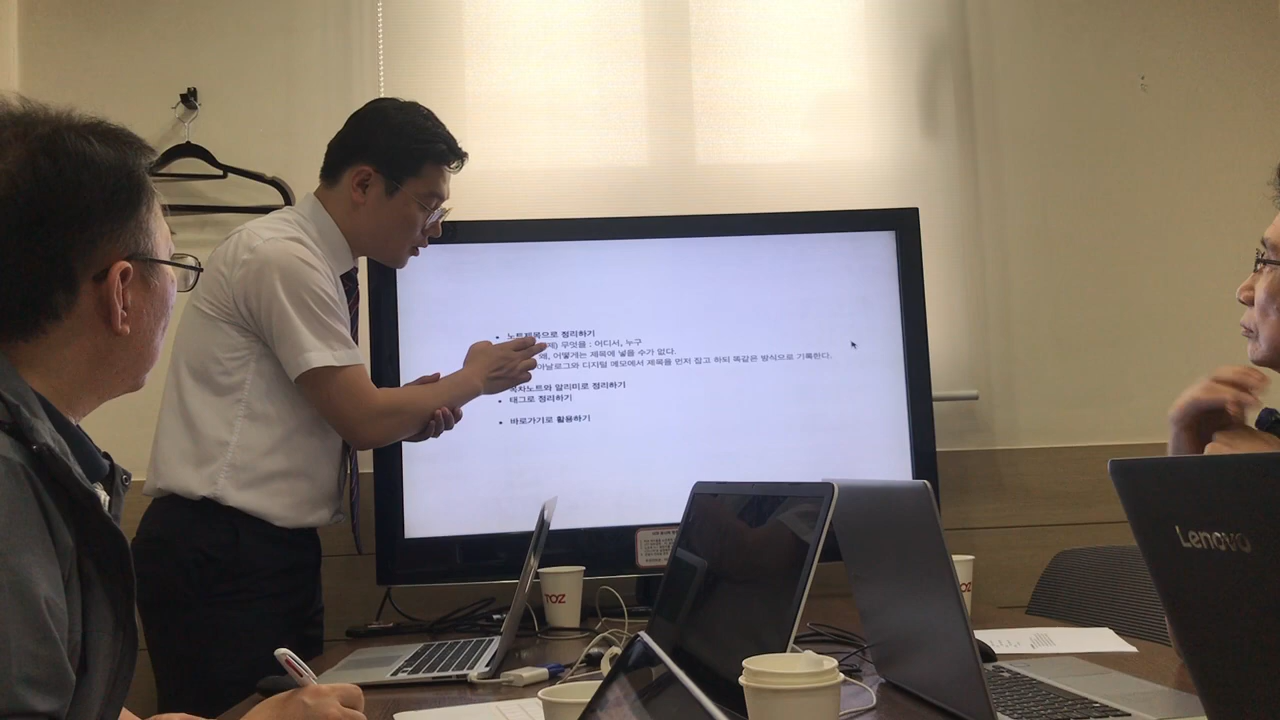 노트제목으로 정리하기
제) 무엇을 : 어디서, 누구
왜, 어떻게는 제목에 넣을 수가 없다.
아날로그와 디지털 메모에서 제목을 먼저 잡고 하되 똑같은 방식으로 기록한다.
목차노트와 알리미로 정리하기
태그로 정리하기
바로가기로 활용하기
TOZ
Lenovo